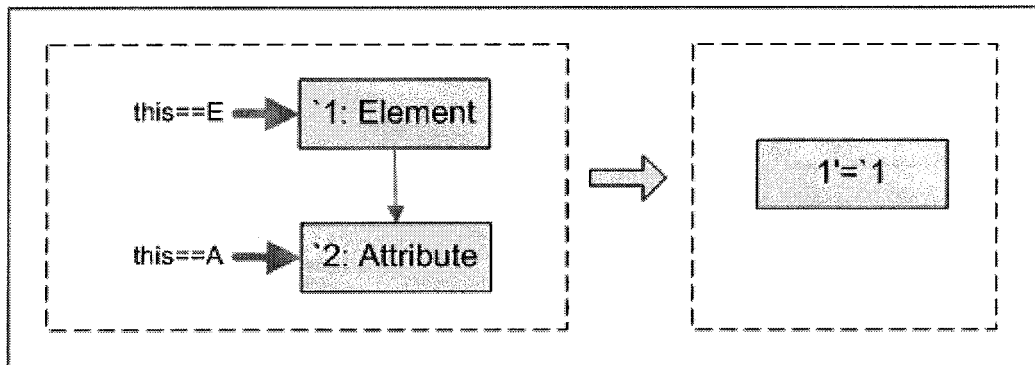 this==E
`1: Element
this==A
`2: Attribute
1'=`1